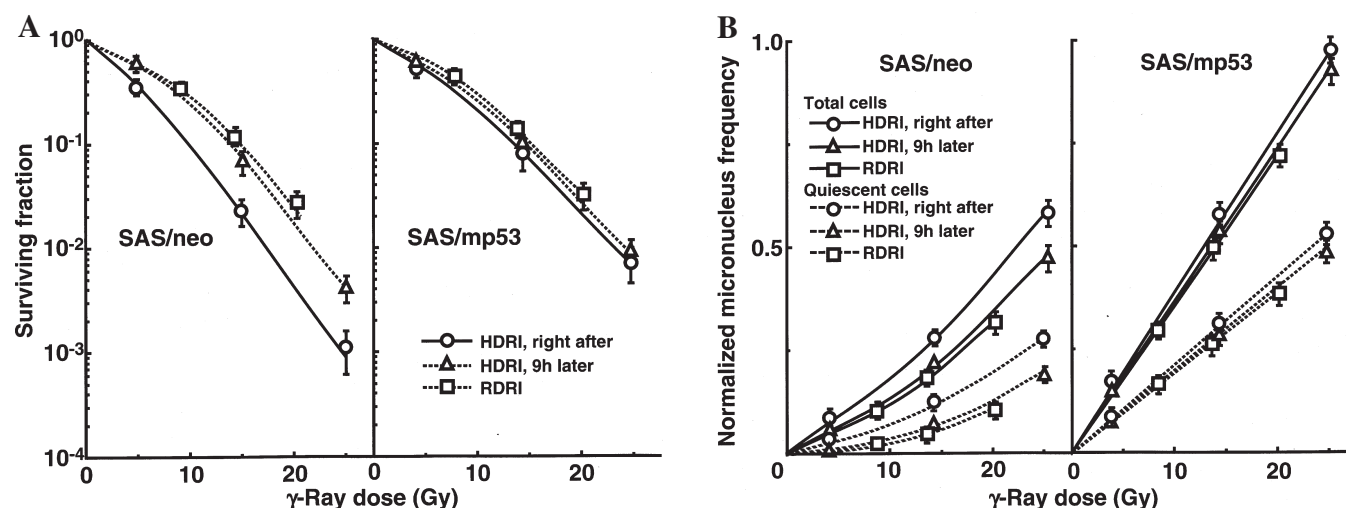 A
10⁰
10⁻¹
10⁻²
10⁻³
10⁻⁴
Surviving fraction
SAS/neo
SAS/mp53
HDRI, right after
HDRI, 9h later
RDRI
0
10
20
0
10
20
γ-Ray dose (Gy)
B
1.0
0.5
Normalized micronucleus frequency
SAS/neo
SAS/mp53
Total cells
HDRI, right after
HDRI, 9h later
RDRI
Quiescent cells
HDRI, right after
HDRI, 9h later
RDRI
0
10
20
0
10
20
γ-Ray dose (Gy)